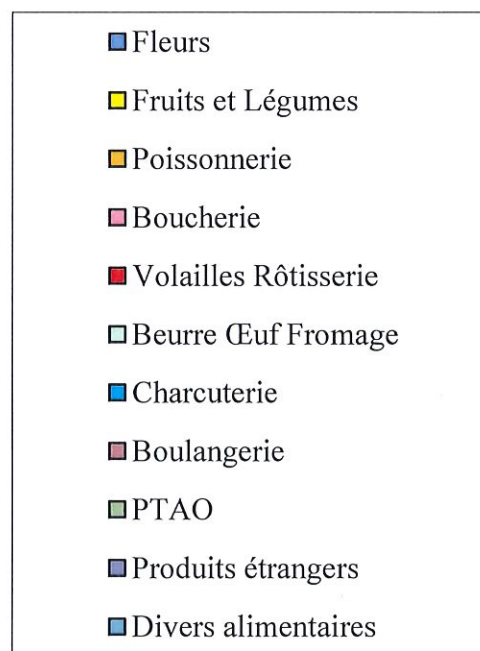 Fleurs
Fruits et Légumes
Poissonnerie
Boucherie
Volailles Rôtisserie
Beurre Œuf Fromage
Charcuterie
Boulangerie
PTAO
Produits étrangers
Divers alimentaires